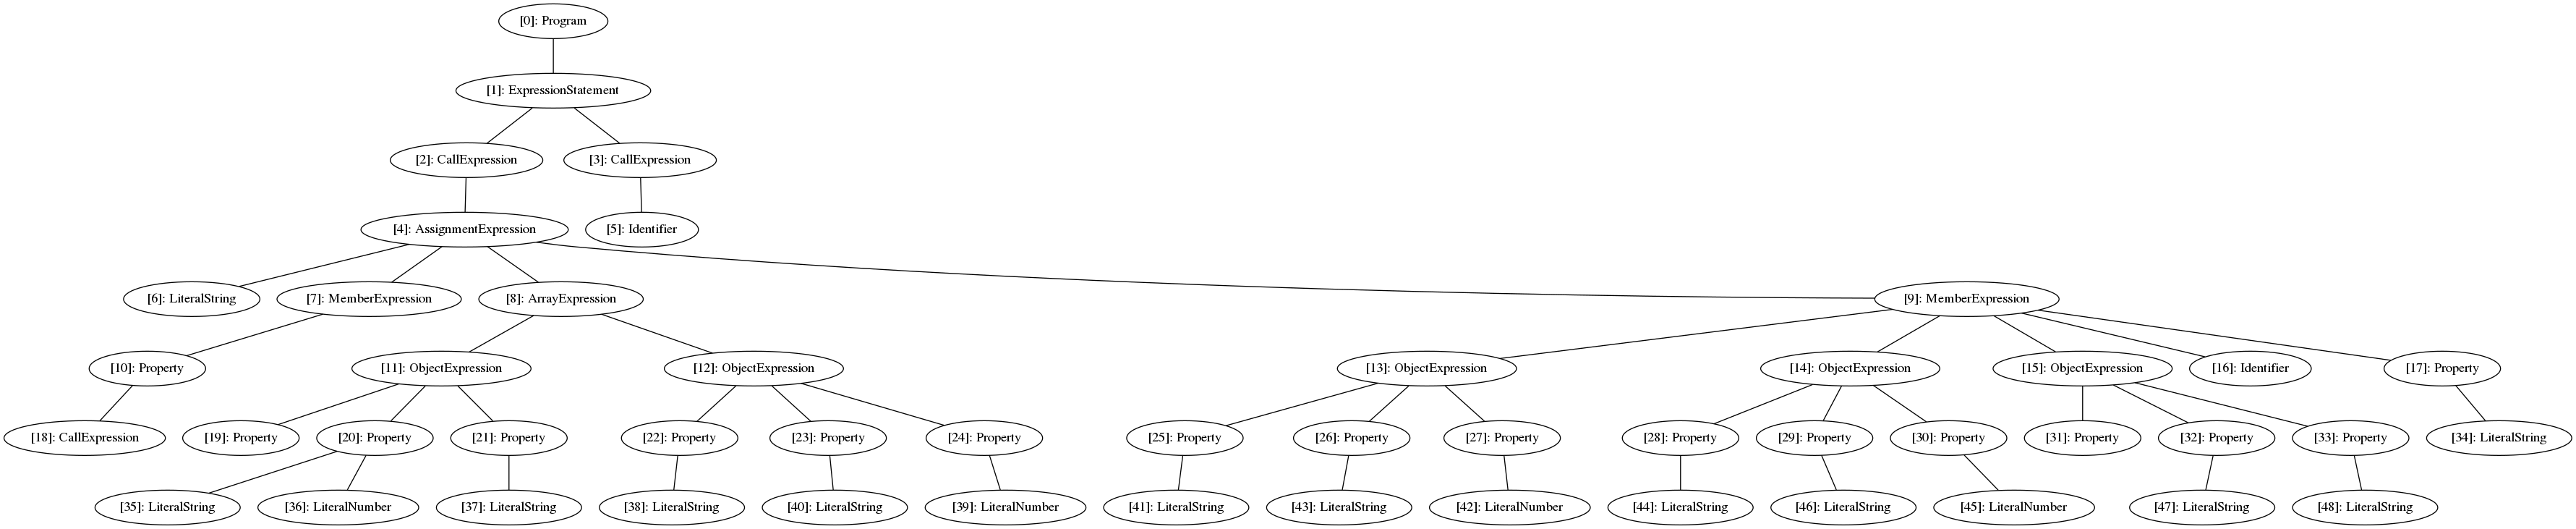 [0]: Program
[1]: ExpressionStatement
[2]: CallExpression
[3]: CallExpression
[4]: AssignmentExpression
[5]: Identifier
[6]: LiteralString
[7]: MemberExpression
[8]: ArrayExpression
[9]: MemberExpression
[10]: Property
[11]: ObjectExpression
[12]: ObjectExpression
[13]: ObjectExpression
[14]: ObjectExpression
[15]: ObjectExpression
[16]: Identifier
[17]: Property
[18]: CallExpression
[19]: Property
[20]: Property
[21]: Property
[22]: Property
[23]: Property
[24]: Property
[25]: Property
[26]: Property
[27]: Property
[28]: Property
[29]: Property
[30]: Property
[31]: Property
[32]: Property
[33]: Property
[34]: LiteralString
[35]: LiteralString
[36]: LiteralNumber
[37]: LiteralString
[38]: LiteralString
[40]: LiteralString
[39]: LiteralNumber
[41]: LiteralString
[43]: LiteralString
[42]: LiteralNumber
[44]: LiteralString
[46]: LiteralString
[45]: LiteralNumber
[47]: LiteralString
[48]: LiteralString